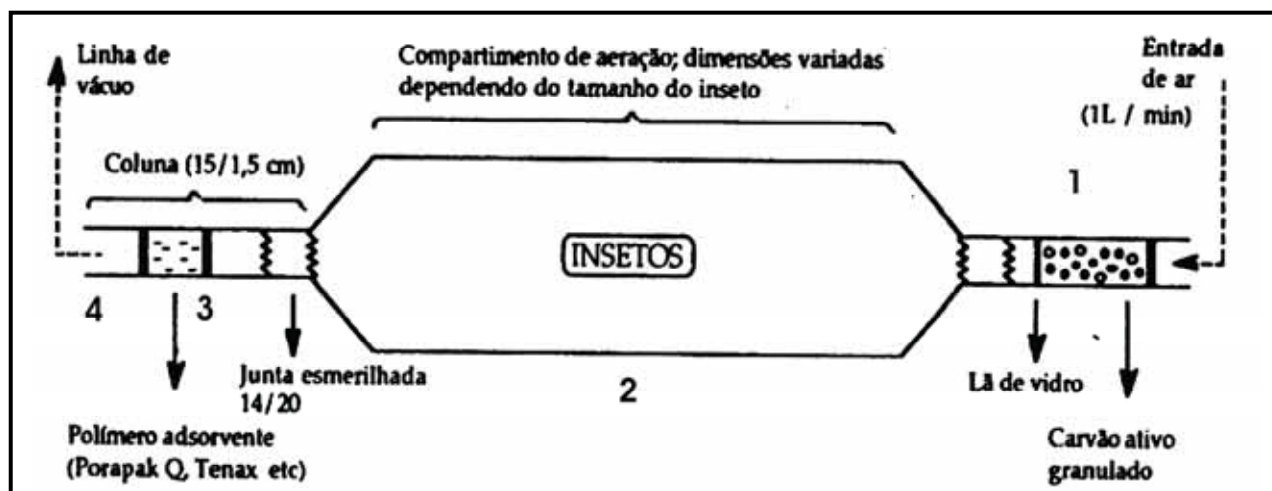 Linha de
vácuo
Compartimento de aeração; dimensões variadas
dependendo do tamanho do inseto
Entrada
de ar
(1L / min)
Coluna (15/1,5 cm)
1
INSETOS
4
3
Junta esmerilhada
14/20
2
Lã de vidro
Polímero adsorvente
(Porapak Q, Tenax etc)
Carvão ativo
granulado